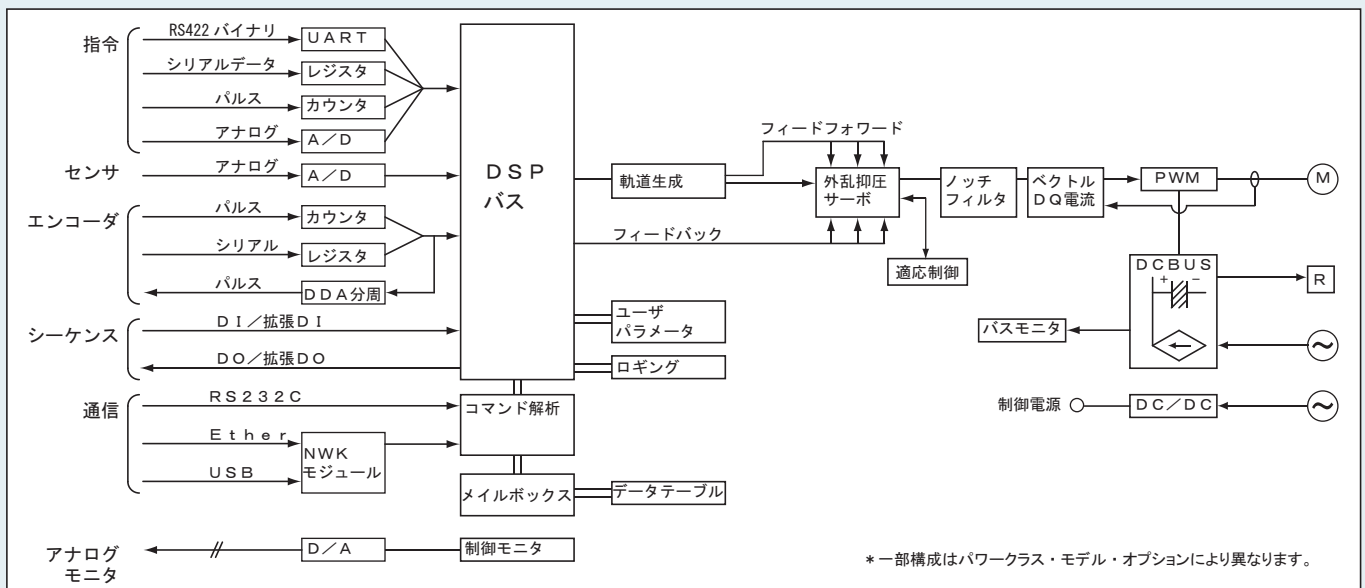 指令
RS422 バイナリ
UART
シリアルデータ
レジスタ
パルス
カウンタ
アナログ
A/D
センサ
アナログ
A/D
エンコーダ
パルス
カウンタ
シリアル
レジスタ
パルス
DDA分周
シーケンス
DI/拡張DI
DO/拡張DO
通信
RS232C
Ether
USB
NWK
モジュール
アナログ
モニタ
D/A
DSP
バス
コマンド解析
メイルボックス
制御モニタ
軌道生成
フィードフォワード
フィードバック
ユーザ
パラメータ
ロギング
データテーブル
外乱抑圧
サーボ
適応制御
ノッチ
フィルタ
ベクトル
DQ電流
PWM
M
DCBUS
+ −
R
バスモニタ
~
制御電源
DC/DC
~
*一部構成はパワークラス・モデル・オプションにより異なります。